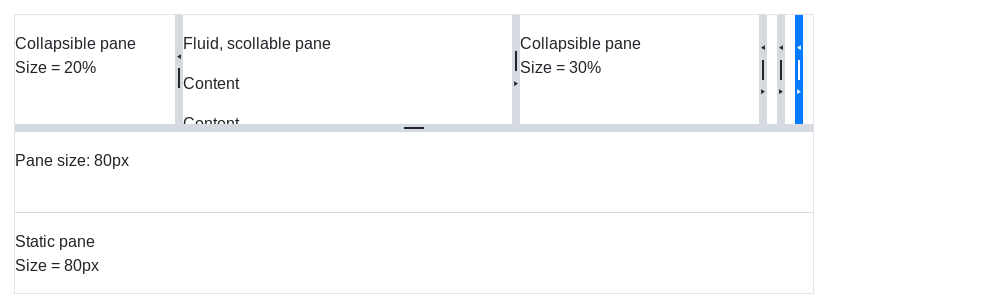 Collapsible pane
Size = 20%
Fluid, scollable pane
Content
Content
Collapsible pane
Size = 30%
Pane size: 80px
Static pane
Size = 80px